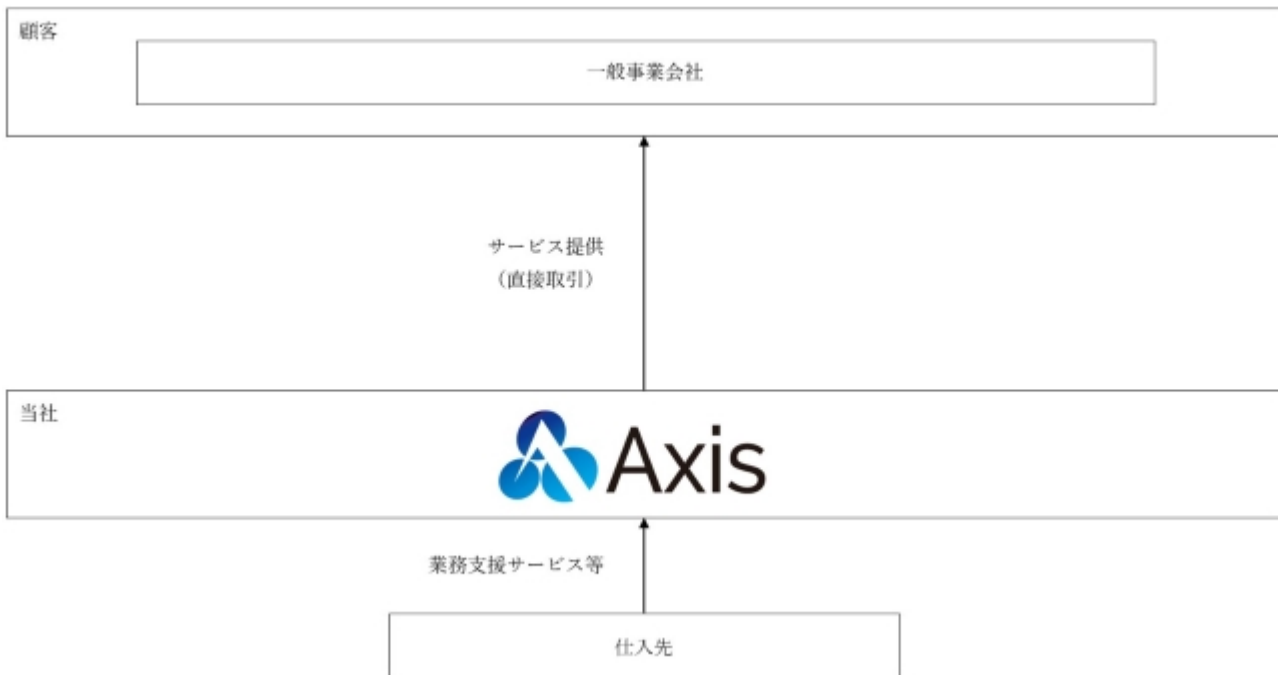 顧客
一般事業会社
サービス提供
（直接取引）
当社
Axis
業務支援サービス等
仕入先